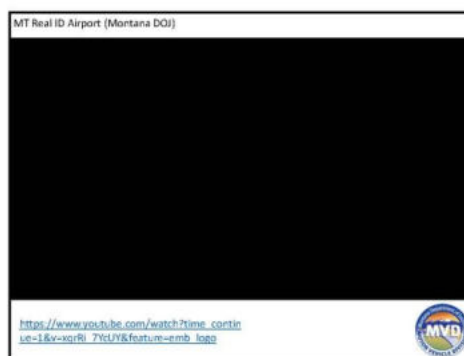 MT Real ID Airport (Montana DOJ)
https://www.youtube.com/watch?time_contin
ue=1&v=xqrRi_7YcUY&feature=emb_logo
MVD